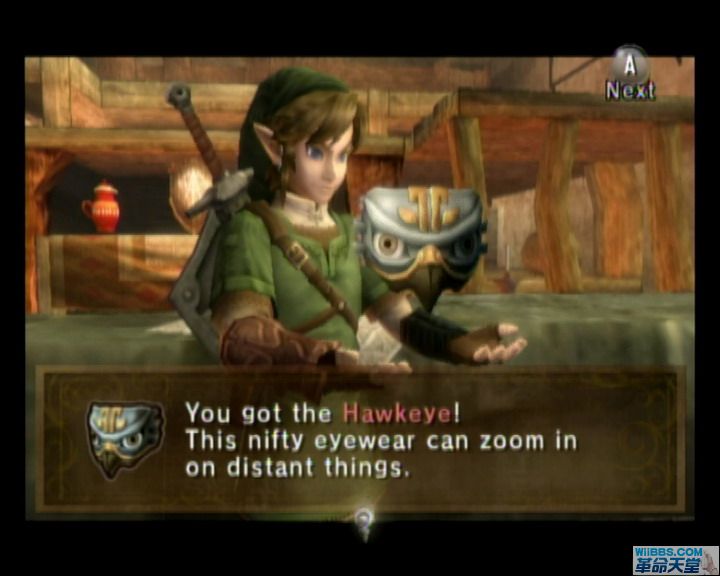 A
Next
You got the Hawkeye!
This nifty eyewear can zoom in
on distant things.
WiiBBS.COM
革命天堂